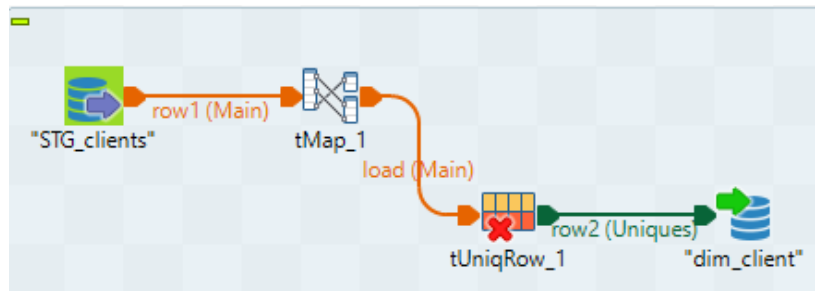 row1 (Main)
"STG_clients"
tMap_1
load (Main)
row2 (Uniques)
tUniqRow_1
"dim_client"